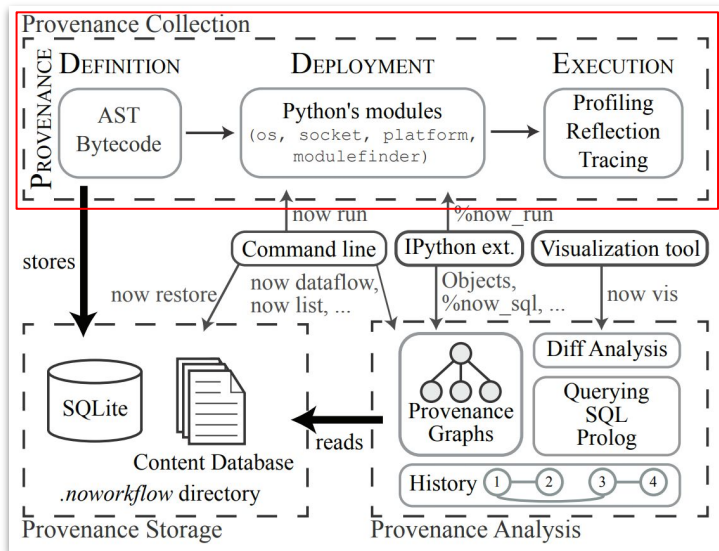 Provenance Collection
PROVENANCE
DEFINITION
DEPLOYMENT
EXECUTION
AST
Bytecode
Python's modules
(os, socket, platform,
modulefinder)
Profiling
Reflection
Tracing
now run
%now_run
stores
Command line
IPython ext.
Visualization tool
now restore
now dataflow,
now list, ...
Objects,
%now_sql, ...
now vis
SQLite
Content Database
.noworkflow directory
Provenance Storage
reads
Provenance
Graphs
Diff Analysis
Querying
SQL
Prolog
History 1 2 3 4
Provenance Analysis